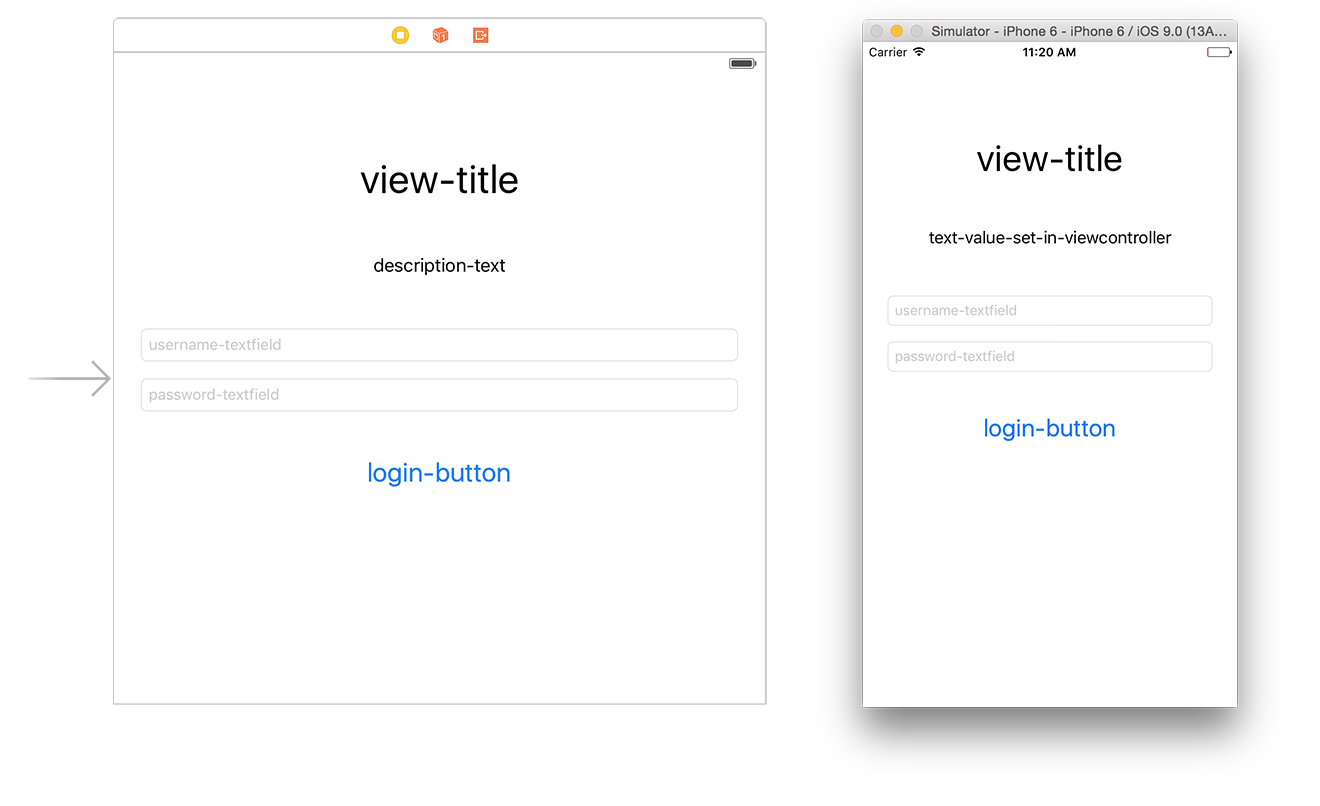 view-title
description-text
username-textfield
password-textfield
login-button
Simulator - iPhone 6 - iPhone 6 / iOS 9.0 (13A...
Carrier 11:20 AM
view-title
text-value-set-in-viewcontroller
username-textfield
password-textfield
login-button